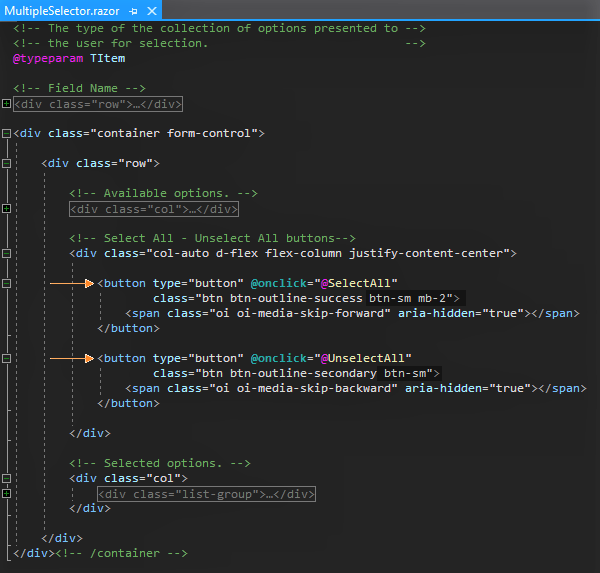 MultipleSelector.razor
<!-- The type of the collection of options presented to -->
<!-- the user for selection. -->
@typeparam TItem
<!-- Field Name -->
<div class="row">…</div>
<div class="container form-control">
<div class="row">
<!-- Available options. -->
<div class="col">…</div>
<!-- Select All - Unselect All buttons-->
<div class="col-auto d-flex flex-column justify-content-center">
<button type="button" @onclick="@SelectAll"
class="btn btn-outline-success btn-sm mb-2">
<span class="oi oi-media-skip-forward" aria-hidden="true"></span>
</button>
<button type="button" @onclick="@UnselectAll"
class="btn btn-outline-secondary btn-sm">
<span class="oi oi-media-skip-backward" aria-hidden="true"></span>
</button>
</div>
<!-- Selected options. -->
<div class="col">
<div class="list-group">…</div>
</div>
</div>
</div><!-- /container -->